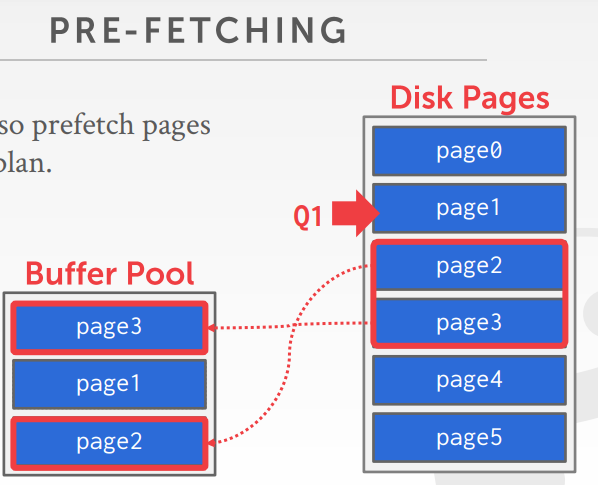 PRE-FETCHING
so prefetch pages
plan.
Disk Pages
page0
Q1
page1
page2
page3
page4
page5
Buffer Pool
page3
page1
page2